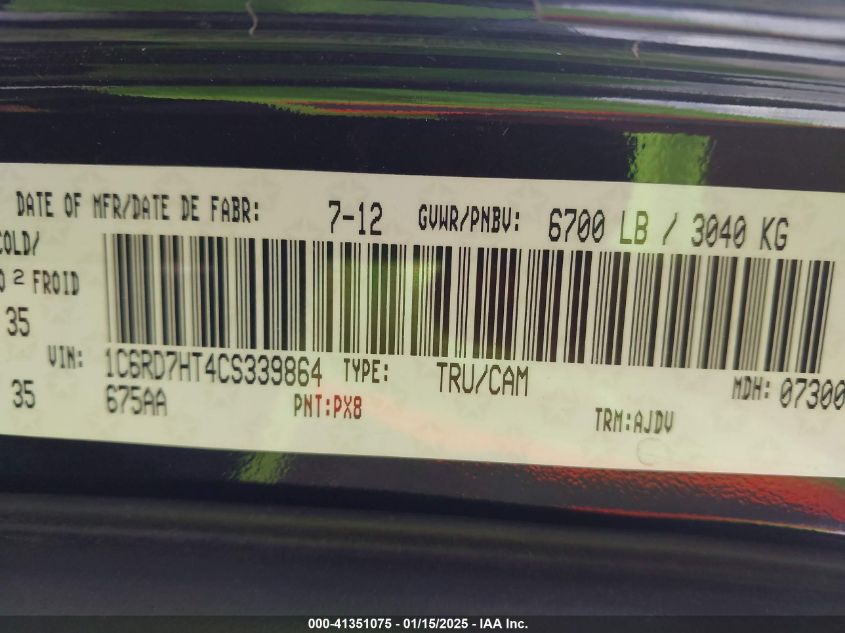 DATE OF MFR/DATE DE FABR: 7-12 GVWR/PNBV: 6700 LB / 3040 KG
COLD/
2 FROID
35
VIN: 1C6RD7HT4CS339864 TYPE: TRU/CAM MDH: 07300
35 675AA PNT:PX8 TRM:AJDV
000-41351075 — 01/15/2025 — IAA Inc.